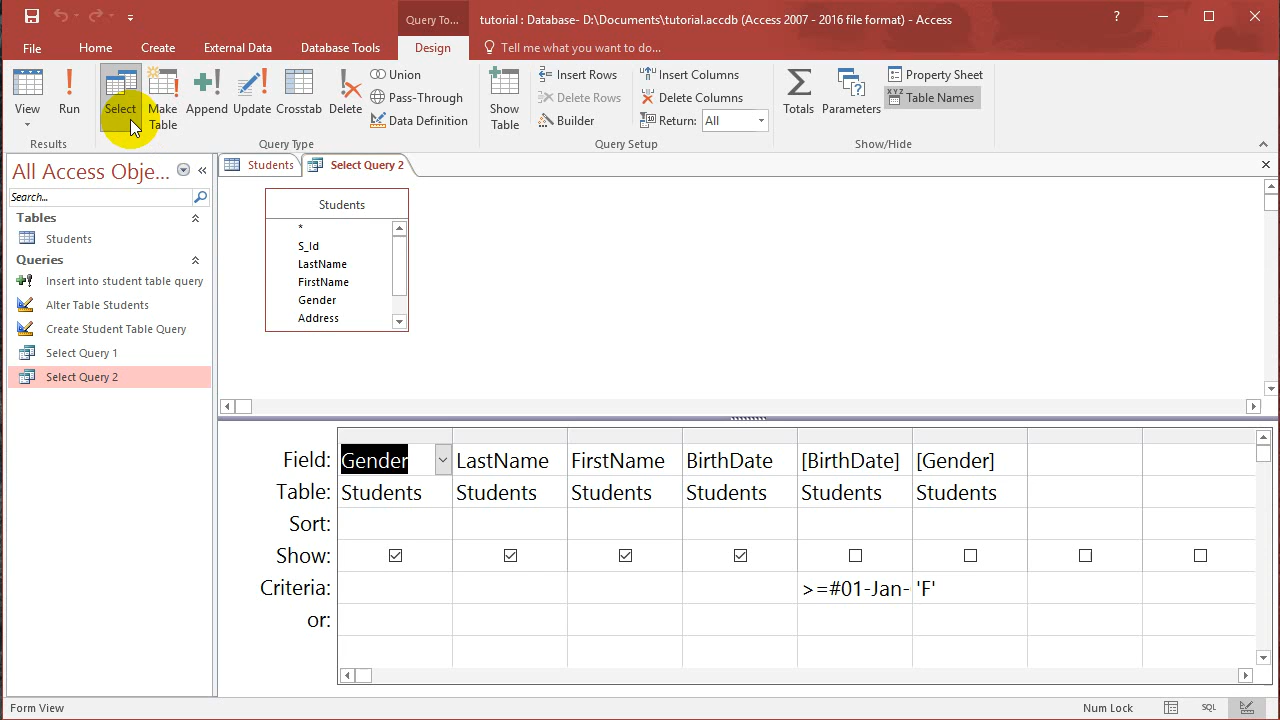 Query To...
tutorial : Database- D:\Documents\tutorial.accdb (Access 2007 - 2016 file format) - Access
?
File
Home
Create
External Data
Database Tools
Design
Tell me what you want to do...
View
Run
Select
Make Table
Append
Update
Crosstab
Delete
Union
Pass-Through
Data Definition
Show Table
Insert Rows
Delete Rows
Builder
Insert Columns
Delete Columns
Return: All
Totals
Parameters
Property Sheet
XYZ Table Names
Results
Query Type
Query Setup
Show/Hide
All Access Obje...
Search...
Tables
Students
Queries
Insert into student table query
Alter Table Students
Create Student Table Query
Select Query 1
Select Query 2
Students
Select Query 2
Students
*
S_Id
LastName
FirstName
Gender
Address
Field: Gender LastName FirstName BirthDate [BirthDate] [Gender]
Table: Students Students Students Students Students Students
Sort:
Show:
Criteria: >=#01-Jan- 'F'
or:
Form View
Num Lock
SQL